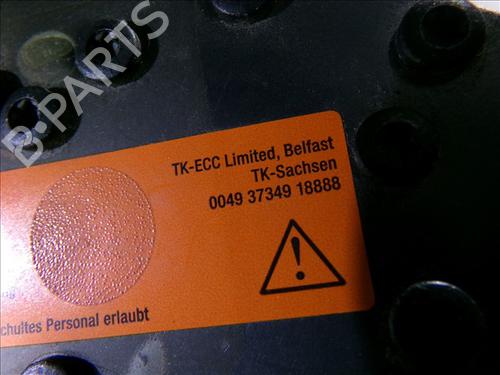 B-PARTS
TK-ECC Limited, Belfast
TK-Sachsen
0049 37349 18888
chultes Personal erlaubt